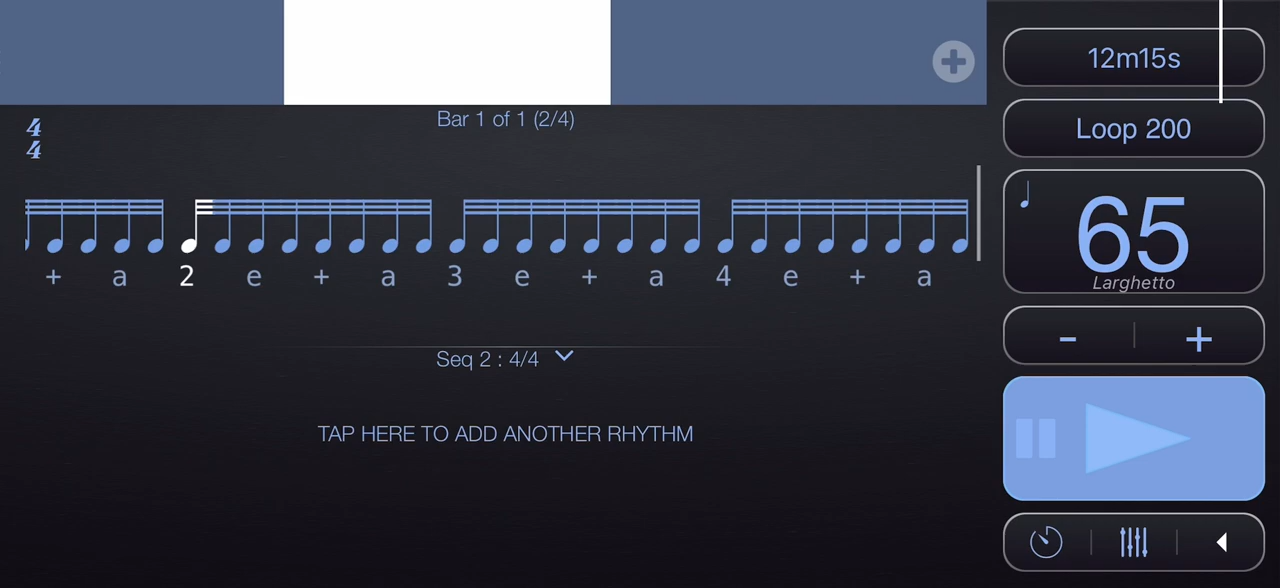 12m15s
Bar 1 of 1 (2/4)
4
4
Loop 200
65
Larghetto
+ a 2 e + a 3 e + a 4 e + a
- +
Seq 2 : 4/4
TAP HERE TO ADD ANOTHER RHYTHM